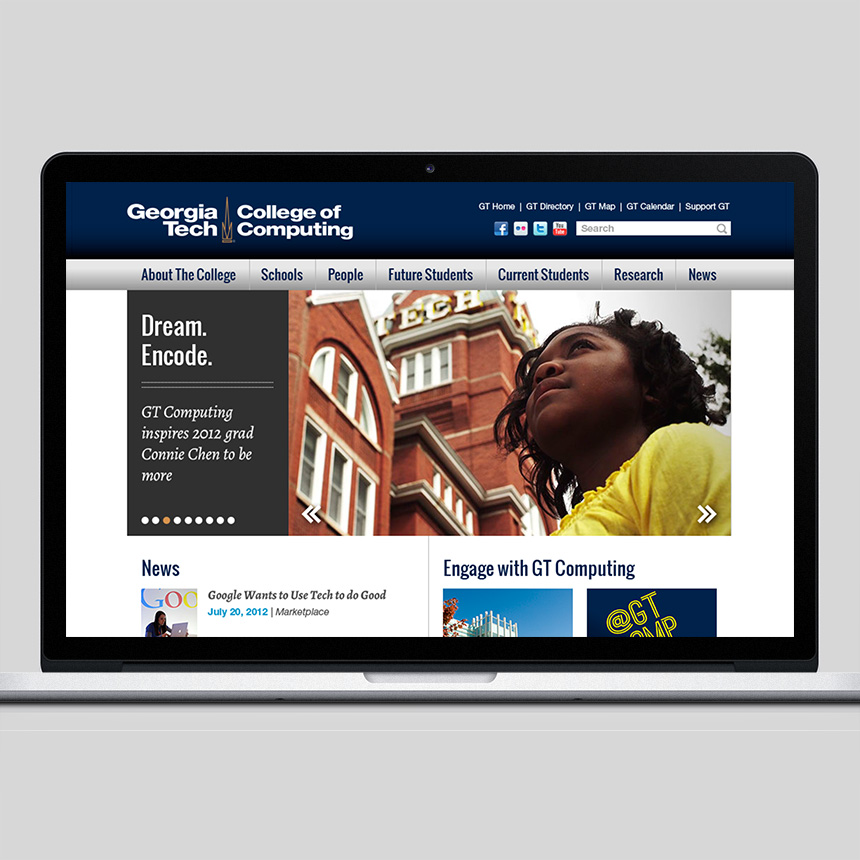 Georgia Tech
College of Computing
GT Home | GT Directory | GT Map | GT Calendar | Support GT
You Tube
Search
About The College
Schools
People
Future Students
Current Students
Research
News
Dream.
Encode.
GT Computing
inspires 2012 grad
Connie Chen to be
more
TECH
News
Goo
Google Wants to Use Tech to do Good
July 20, 2012 | Marketplace
Engage with GT Computing
@GT
COMP